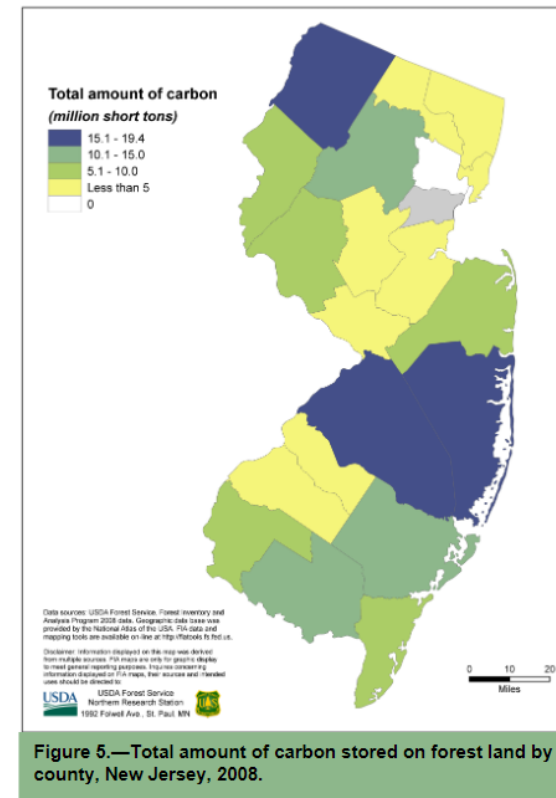 Total amount of carbon
(million short tons)
15.1 - 19.4
10.1 - 15.0
5.1 - 10.0
Less than 5
0
Data sources: USDA Forest Service, Forest Inventory and
Analysis Program 2008 data. Geographic data base was
provided by the National Atlas of the USA. FIA data and
mapping tools are available on-line at http://fiatools.fs.fed.us.
Disclaimer: Information displayed on this map was derived
from multiple sources. FIA maps are only for graphic display
to meet general reporting purposes. Inquiries concerning
information displayed on FIA maps, their sources and intended
uses should be directed to:
USDA
USDA Forest Service
Northern Research Station
1992 Folwell Ave., St. Paul, MN
0 10 20
Miles
Figure 5.—Total amount of carbon stored on forest land by
county, New Jersey, 2008.